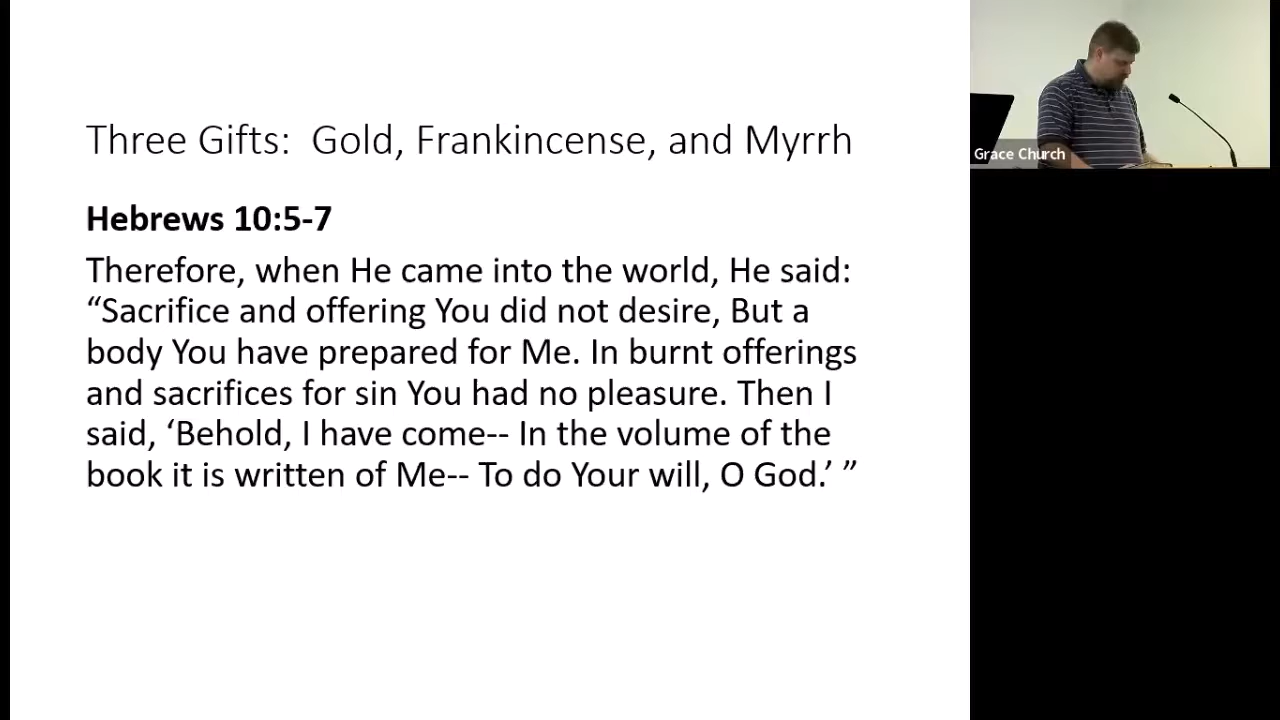 Three Gifts:  Gold, Frankincense, and Myrrh
Hebrews 10:5-7
Therefore, when He came into the world, He said:
“Sacrifice and offering You did not desire, But a
body You have prepared for Me. In burnt offerings
and sacrifices for sin You had no pleasure. Then I
said, ‘Behold, I have come-- In the volume of the
book it is written of Me-- To do Your will, O God.’ ”
Grace Church